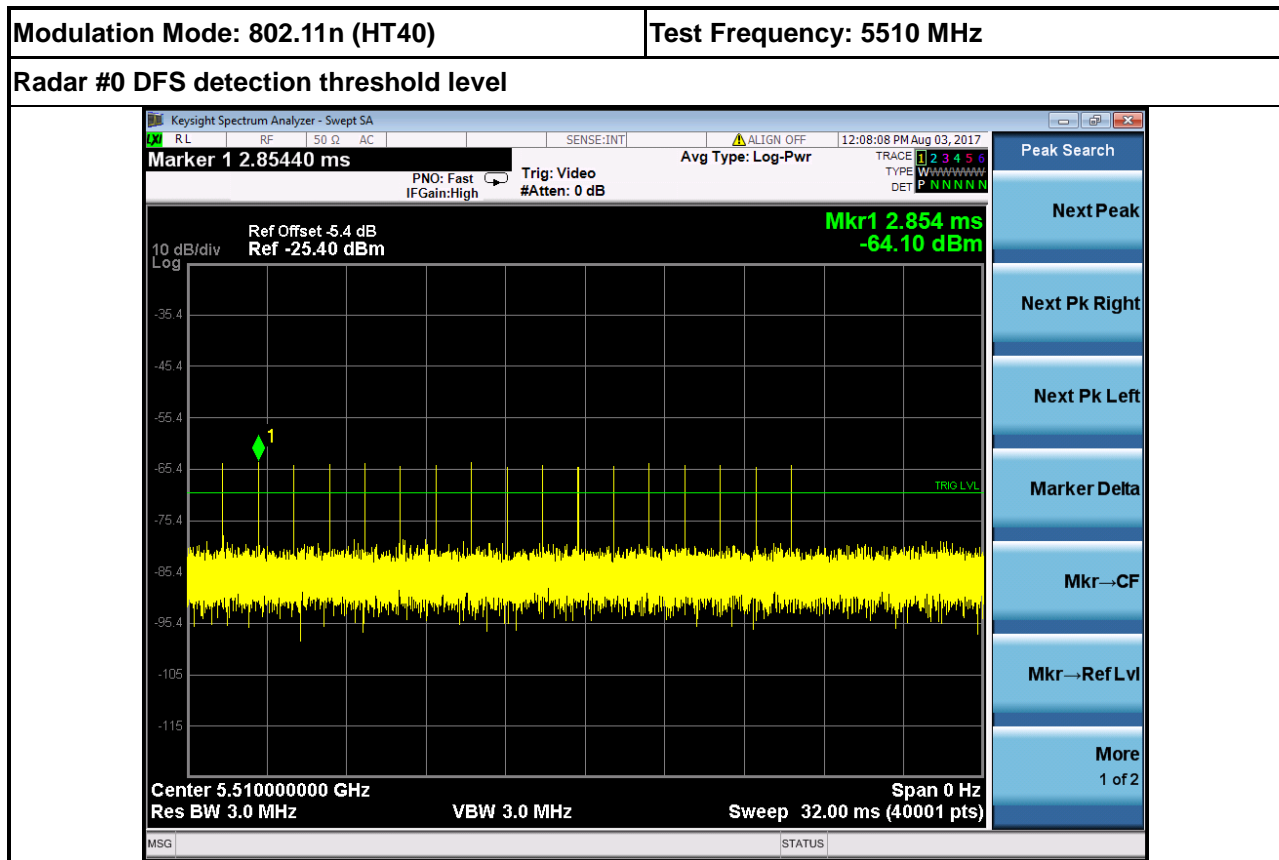 Modulation Mode: 802.11n (HT40)
Test Frequency: 5510 MHz
Radar #0 DFS detection threshold level
Keysight Spectrum Analyzer - Swept SA
LXI RL RF 50 Ω AC SENSE:INT ALIGN OFF 12:08:08 PM Aug 03, 2017
Marker 1 2.85440 ms
Avg Type: Log-Pwr
TRACE 1 2 3 4 5 6
PNO: Fast
Trig: Video
TYPE WWWWWW
IFGain:High
#Atten: 0 dB
DET P N N N N N
Mkr1 2.854 ms
-64.10 dBm
Ref Offset -5.4 dB
10 dB/div Ref -25.40 dBm
Log
-35.4
-45.4
-55.4
1
-65.4
TRIG LVL
-75.4
-85.4
-95.4
-105
-115
Center 5.510000000 GHz
Span 0 Hz
Res BW 3.0 MHz
VBW 3.0 MHz
Sweep 32.00 ms (40001 pts)
MSG
STATUS
Peak Search
Next Peak
Next Pk Right
Next Pk Left
Marker Delta
Mkr→CF
Mkr→Ref Lvl
More
1 of 2